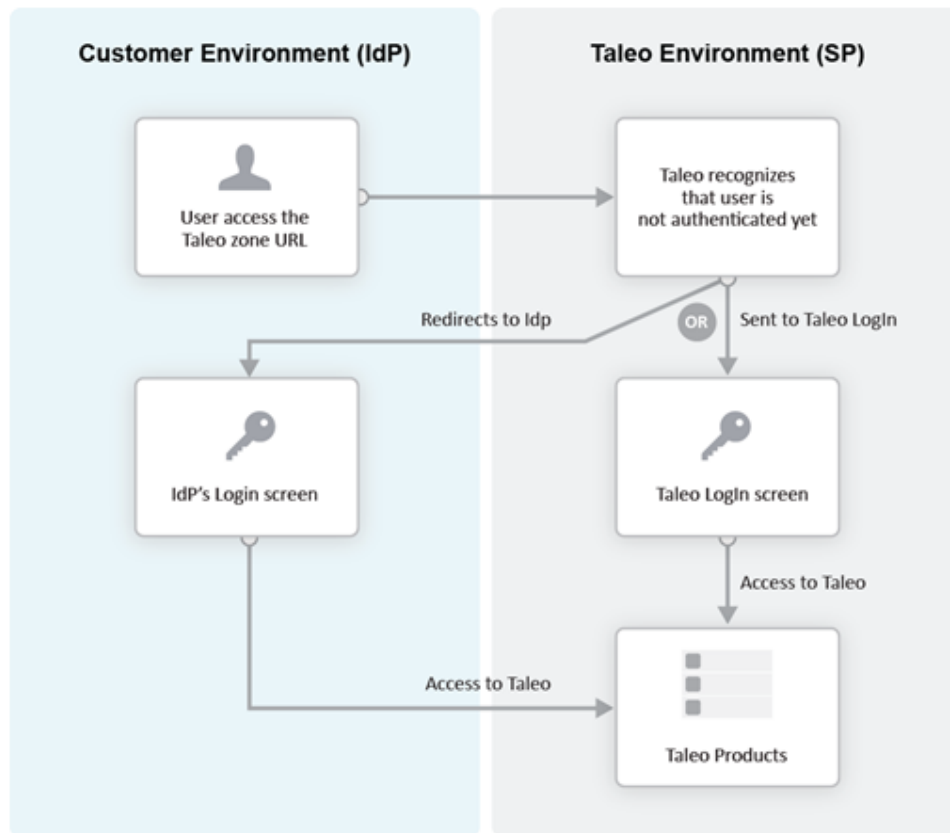 Customer Environment (IdP)
Taleo Environment (SP)
User access the
Taleo zone URL
Taleo recognizes
that user is
not authenticated yet
Redirects to Idp
OR
Sent to Taleo LogIn
IdP's Login screen
Taleo LogIn screen
Access to Taleo
Access to Taleo
Taleo Products